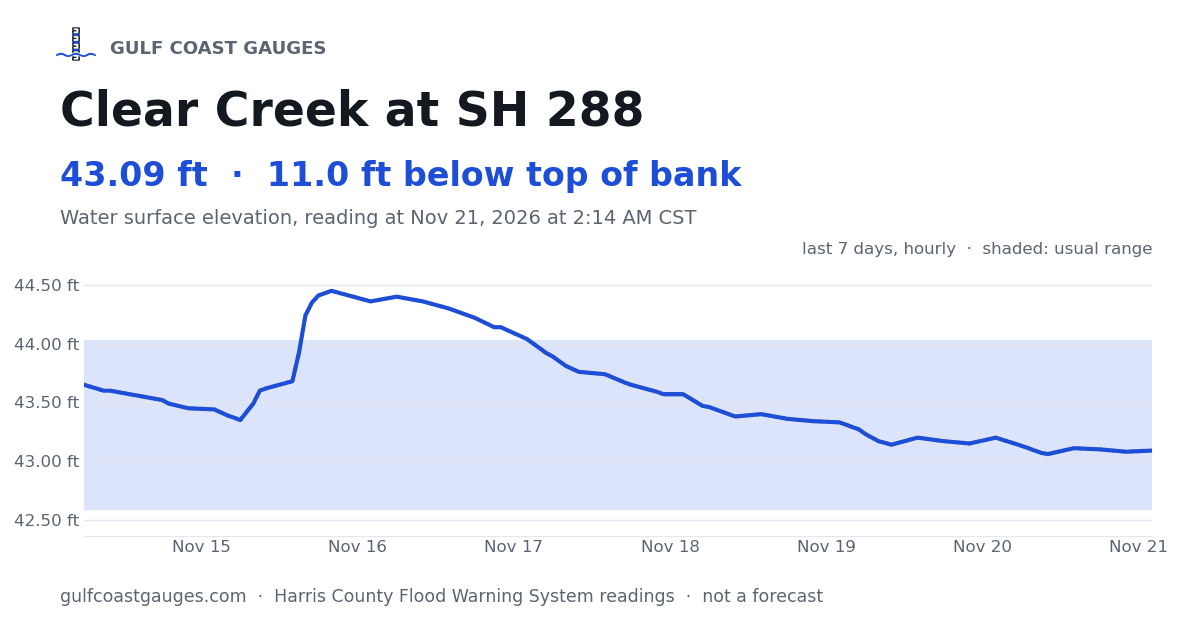 GULF COAST GAUGES
Clear Creek at SH 288
43.09 ft · 11.0 ft below top of bank
Water surface elevation, reading at Nov 21, 2026 at 2:14 AM CST
last 7 days, hourly · shaded: usual range
44.50 ft
44.00 ft
43.50 ft
43.00 ft
42.50 ft
Nov 15 Nov 16 Nov 17 Nov 18 Nov 19 Nov 20 Nov 21
gulfcoastgauges.com · Harris County Flood Warning System readings · not a forecast